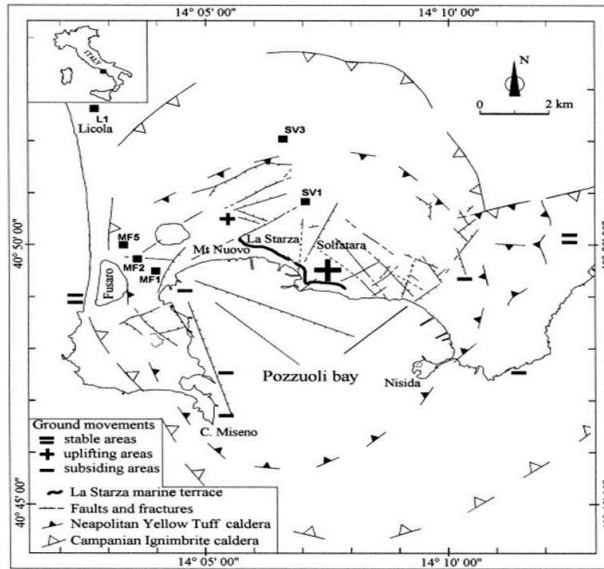 14° 05' 00"
14° 10' 00"
ITALY
N
0
2 km
L1
Licola
SV3
SV1
40° 50' 00"
40° 50' 00"
MF5
MF2
MF1
Mt Nuovo
La Starza
Solfatara
Fusaro
Pozzuoli bay
Nisida
C. Miseno
Ground movements
stable areas
uplifting areas
subsiding areas
La Starza marine terrace
Faults and fractures
Neapolitan Yellow Tuff caldera
Campanian Ignimbrite caldera
40° 45' 00"
14° 05' 00"
14° 10' 00"